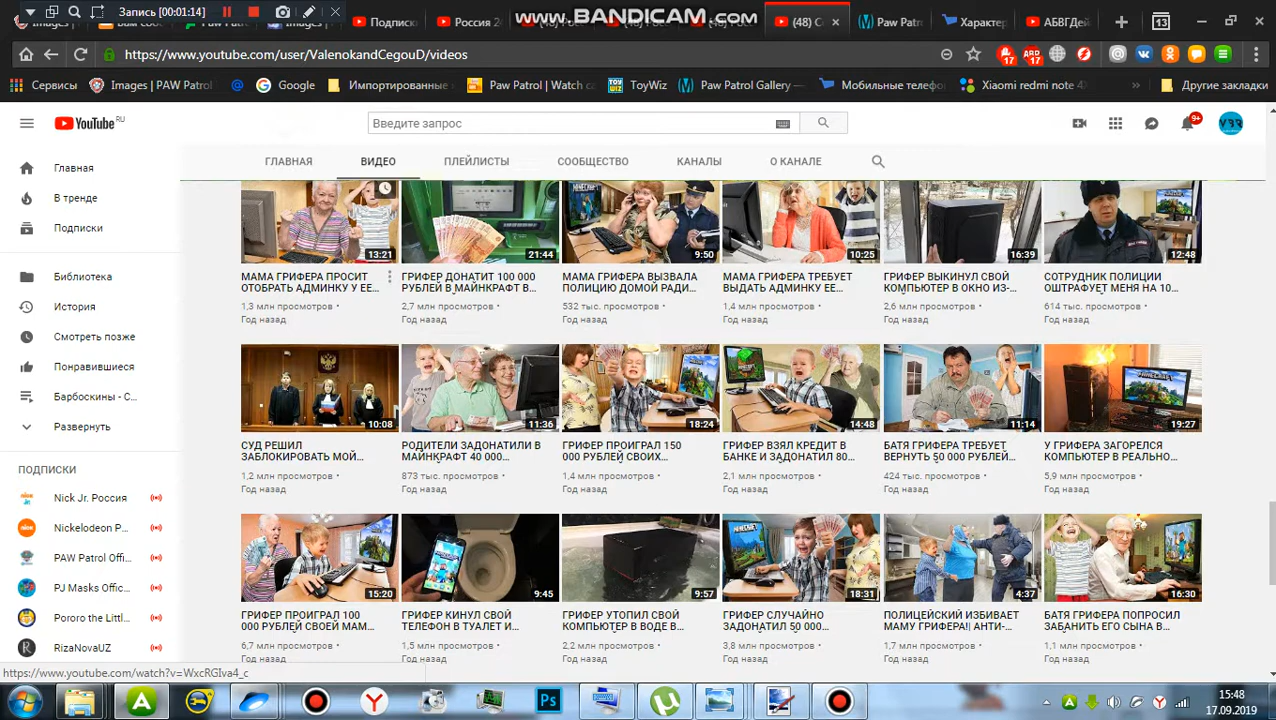 Запись [00:01:14]
www.BANDICAM.com
Подписк
Россия 2
(48)
Paw Patr
Характер
АБВГДей
13
https://www.youtube.com/user/ValenokandCegouD/videos
17
17
Сервисы
Images | PAW Patrol
Google
Импортированные
Paw Patrol | Watch c
ToyWiz
Paw Patrol Gallery —
Мобильные телефо
Xiaomi redmi note 4
»
Другие закладки
YouTube RU
Введите запрос
9+
ГЛАВНАЯ
ВИДЕО
ПЛЕЙЛИСТЫ
СООБЩЕСТВО
КАНАЛЫ
О КАНАЛЕ
Главная
В тренде
Подписки
Библиотека
История
Смотреть позже
Понравившиеся
Барбоскины - С...
Развернуть
ПОДПИСКИ
Nick Jr. Россия
Nickelodeon P...
PAW Patrol Offi...
PJ Masks Offic...
Pororo the Littl...
RizaNovaUZ
13:21
21:44
9:50
10:25
16:39
12:48
МАМА ГРИФЕРА ПРОСИТ
ОТОБРАТЬ АДМИНКУ У ЕЕ...
1,3 млн просмотров •
Год назад
ГРИФЕР ДОНАТИТ 100 000
РУБЛЕЙ В МАЙНКРАФТ В...
2,7 млн просмотров •
Год назад
МАМА ГРИФЕРА ВЫЗВАЛА
ПОЛИЦИЮ ДОМОЙ РАДИ...
532 тыс. просмотров •
Год назад
МАМА ГРИФЕРА ТРЕБУЕТ
ВЫДАТЬ АДМИНКУ ЕЕ...
1,4 млн просмотров •
Год назад
ГРИФЕР ВЫКИНУЛ СВОЙ
КОМПЬЮТЕР В ОКНО ИЗ-...
2,6 млн просмотров •
Год назад
СОТРУДНИК ПОЛИЦИИ
ОШТРАФУЕТ МЕНЯ НА 10...
614 тыс. просмотров •
Год назад
10:08
11:36
18:24
14:48
11:14
19:27
СУД РЕШИЛ
ЗАБЛОКИРОВАТЬ МОЙ...
1,2 млн просмотров •
Год назад
РОДИТЕЛИ ЗАДОНАТИЛИ В
МАЙНКРАФТ 40 000...
873 тыс. просмотров •
Год назад
ГРИФЕР ПРОИГРАЛ 150
000 РУБЛЕЙ СВОИХ...
1,4 млн просмотров •
Год назад
ГРИФЕР ВЗЯЛ КРЕДИТ В
БАНКЕ И ЗАДОНАТИЛ 80...
2,1 млн просмотров •
Год назад
БАТЯ ГРИФЕРА ТРЕБУЕТ
ВЕРНУТЬ 50 000 РУБЛЕЙ...
424 тыс. просмотров •
Год назад
У ГРИФЕРА ЗАГОРЕЛСЯ
КОМПЬЮТЕР В РЕАЛЬНО...
5,9 млн просмотров •
Год назад
15:20
9:45
9:57
18:31
4:37
16:30
ГРИФЕР ПРОИГРАЛ 100
000 РУБЛЕЙ СВОЕЙ МАМ...
6,7 млн просмотров •
Год назад
ГРИФЕР КИНУЛ СВОЙ
ТЕЛЕФОН В ТУАЛЕТ И...
1,5 млн просмотров •
Год назад
ГРИФЕР УТОПИЛ СВОЙ
КОМПЬЮТЕР В ВОДЕ В...
2,2 млн просмотров •
Год назад
ГРИФЕР СЛУЧАЙНО
ЗАДОНАТИЛ 50 000...
3,8 млн просмотров •
Год назад
ПОЛИЦЕЙСКИЙ ИЗБИВАЕТ
МАМУ ГРИФЕРА!! АНТИ-...
1,7 млн просмотров •
Год назад
БАТЯ ГРИФЕРА ПОПРОСИЛ
ЗАБАНИТЬ ЕГО СЫНА В...
1,1 млн просмотров •
Год назад
https://www.youtube.com/watch?v=WxcRGIva4_c
Ps
15:48
17.09.2019